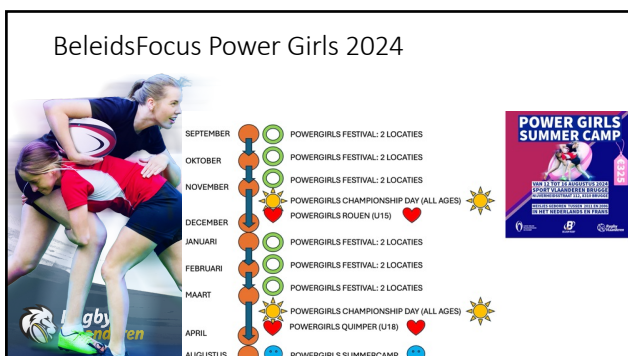 BeleidsFocus Power Girls 2024
SEPTEMBER
POWERGIRLS FESTIVAL: 2 LOCATIES
OKTOBER
POWERGIRLS FESTIVAL: 2 LOCATIES
NOVEMBER
POWERGIRLS FESTIVAL: 2 LOCATIES
POWERGIRLS CHAMPIONSHIP DAY (ALL AGES)
DECEMBER
POWERGIRLS ROUEN (U15)
JANUARI
POWERGIRLS FESTIVAL: 2 LOCATIES
FEBRUARI
POWERGIRLS FESTIVAL: 2 LOCATIES
MAART
POWERGIRLS FESTIVAL: 2 LOCATIES
POWERGIRLS CHAMPIONSHIP DAY (ALL AGES)
APRIL
POWERGIRLS QUIMPER (U18)
AUGUSTUS
POWERGIRLS SUMMERCAMP
POWER GIRLS
SUMMER CAMP
€325
VAN 12 TOT 16 AUGUSTUS 2024
SPORT VLAANDEREN BRUGGE
IN HET NEDERLANDS EN FRANS